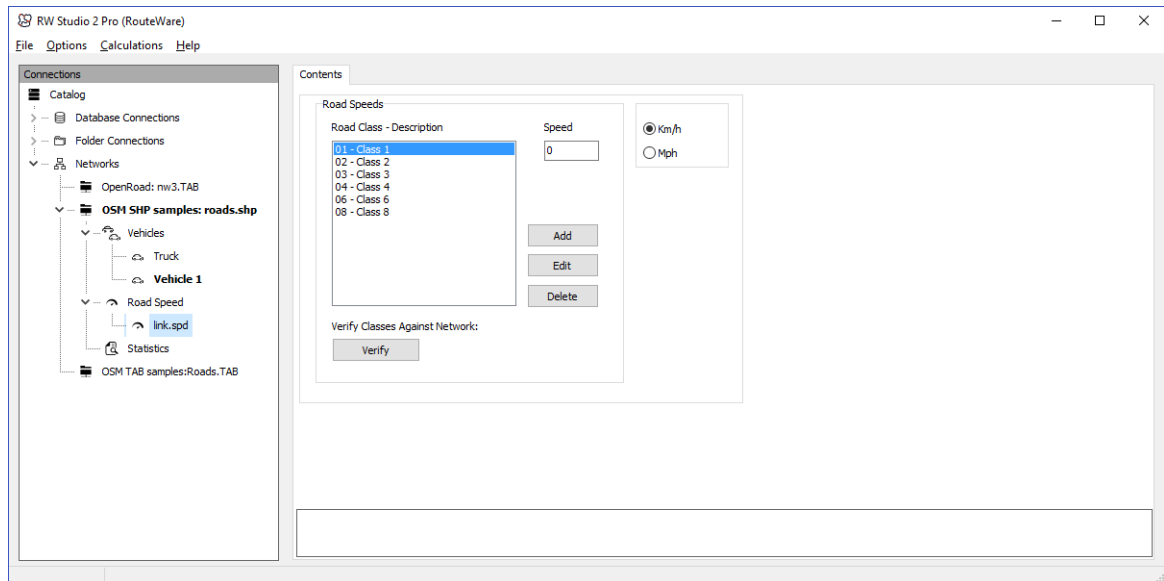 RW Studio 2 Pro (RouteWare)
File Options Calculations Help
Connections
Catalog
Database Connections
Folder Connections
Networks
OpenRoad: nw3.TAB
OSM SHP samples: roads.shp
Vehicles
Truck
Vehicle 1
Road Speed
link.spd
Statistics
OSM TAB samples:Roads.TAB
Contents
Road Speeds
Road Class - Description Speed
01 - Class 1
02 - Class 2
03 - Class 3
04 - Class 4
06 - Class 6
08 - Class 8
0
Add
Edit
Delete
Verify Classes Against Network:
Verify
Km/h
Mph